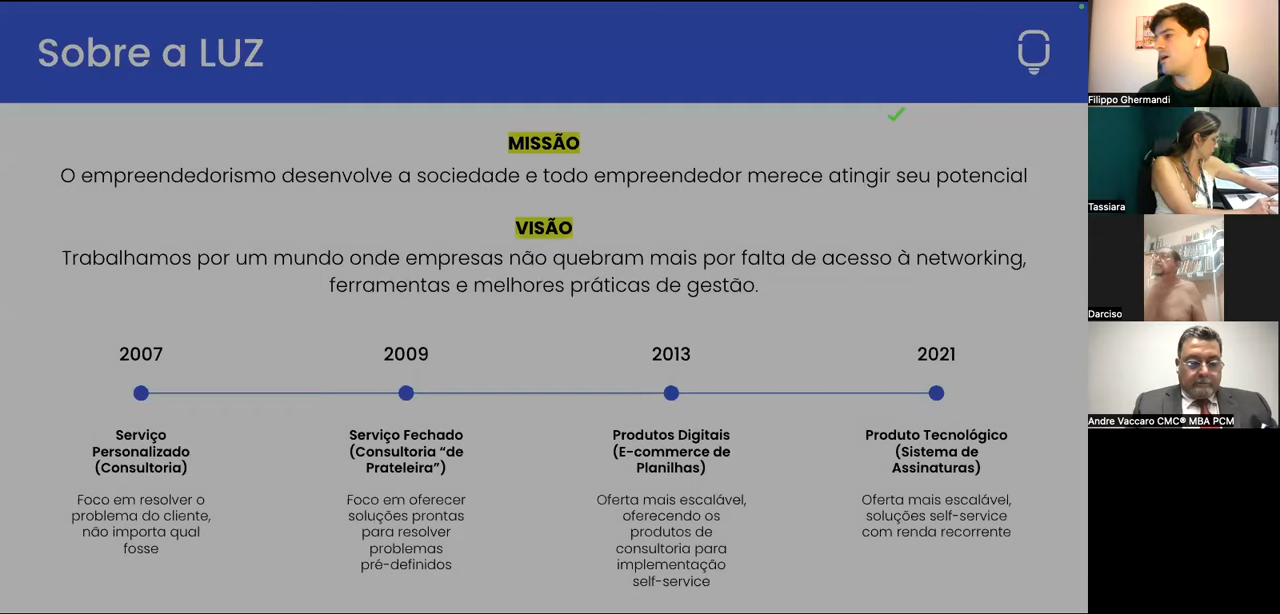 Sobre a LUZ
MISSÃO
O empreendedorismo desenvolve a sociedade e todo empreendedor merece atingir seu potencial
VISÃO
Trabalhamos por um mundo onde empresas não quebram mais por falta de acesso à networking,
ferramentas e melhores práticas de gestão.
2007
Serviço
Personalizado
(Consultoria)
Foco em resolver o
problema do cliente,
não importa qual
fosse
2009
Serviço Fechado
(Consultoria “de
Prateleira”)
Foco em oferecer
soluções prontas
para resolver
problemas
pré-definidos
2013
Produtos Digitais
(E-commerce de
Planilhas)
Oferta mais escalável,
oferecendo os
produtos de
consultoria para
implementação
self-service
2021
Produto Tecnológico
(Sistema de
Assinaturas)
Oferta mais escalável,
soluções self-service
com renda recorrente
Filippo Ghermandi
Tassiara
Darciso
Andre Vaccaro CMC® MBA PCM